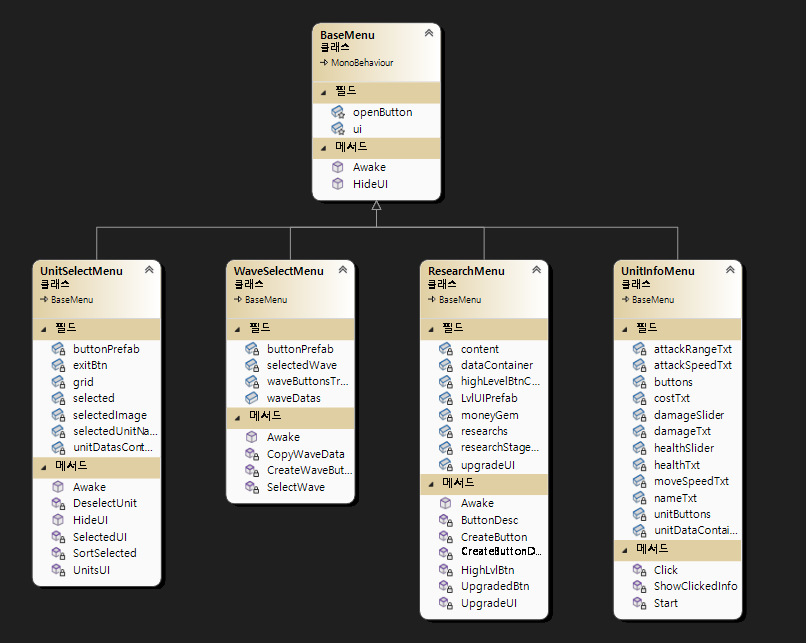 BaseMenu
클래스
MonoBehaviour
필드
openButton
ui
메서드
Awake
HideUI
UnitSelectMenu
클래스
BaseMenu
필드
buttonPrefab
exitBtn
grid
selected
selectedImage
selectedUnitNa...
unitDatasCont...
메서드
Awake
DeselectUnit
HideUI
SelectedUI
SortSelected
UnitsUI
WaveSelectMenu
클래스
BaseMenu
필드
buttonPrefab
selectedWave
waveButtonsTr...
waveDatas
메서드
Awake
CopyWaveData
CreateWaveBut...
SelectWave
ResearchMenu
클래스
BaseMenu
필드
content
dataContainer
highLevelBtnC...
LvlUIPrefab
moneyGem
researchs
researchStage...
upgradeUI
메서드
Awake
ButtonDesc
CreateButton
CreateButtonD...
HighLvlBtn
UpgradedBtn
UpgradeUI
UnitInfoMenu
클래스
BaseMenu
필드
attackRangeTxt
attackSpeedTxt
buttons
costTxt
damageSlider
damageTxt
healthSlider
healthTxt
moveSpeedTxt
nameTxt
unitButtons
unitDataContai...
메서드
Click
ShowClickedInfo
Start